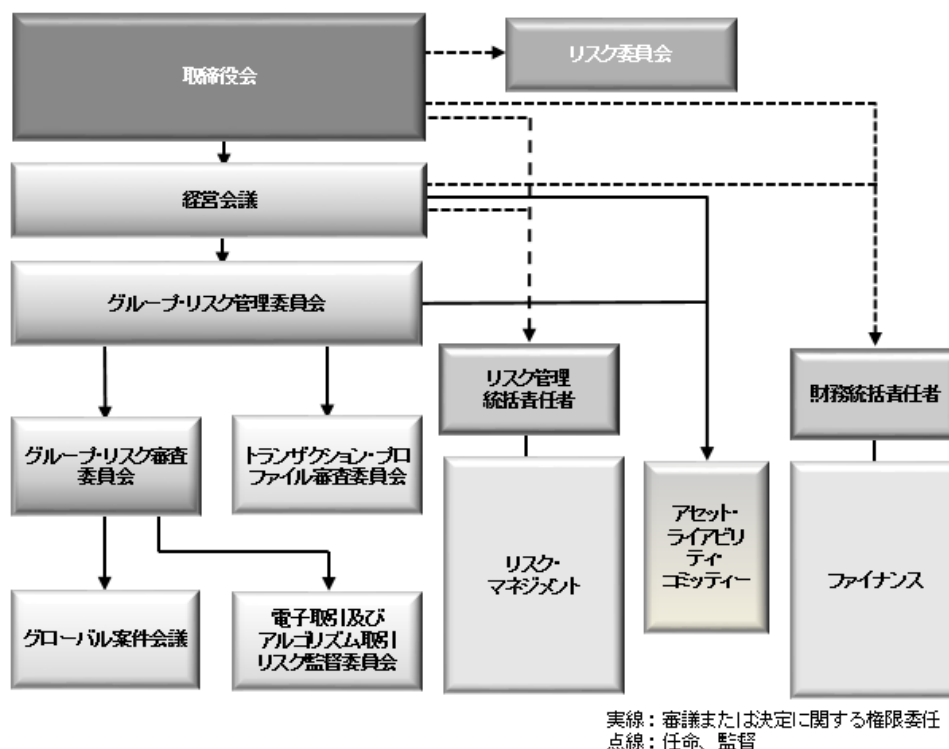 取締役会
リスク委員会
経営会議
グループ・リスク管理委員会
リスク管理
統括責任者
財務統括責任者
グループ・リスク審査
委員会
トランザクション・プロ
ファイル審査委員会
リスク・
マネジメント
アセット・
ライアビリ
ティ・
コミッティー
ファイナンス
グローバル案件会議
電子取引及び
アルゴリズム取引
リスク監督委員会
実線：審議または決定に関する権限委任
点線：任命、監督